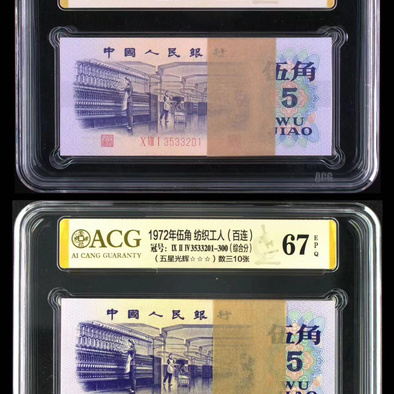 中國人民銀行
伍角
5
WU
JIAO
3533201
ACG
ACG
AI CANG GUARANTY
1972年伍角 纺织工人（百连）
冠号：IX II IV3533201-300(综合分)
（五星光辉☆☆☆）数三10张
67
EPQ
中國人民銀行
伍角
5
WU
JIAO